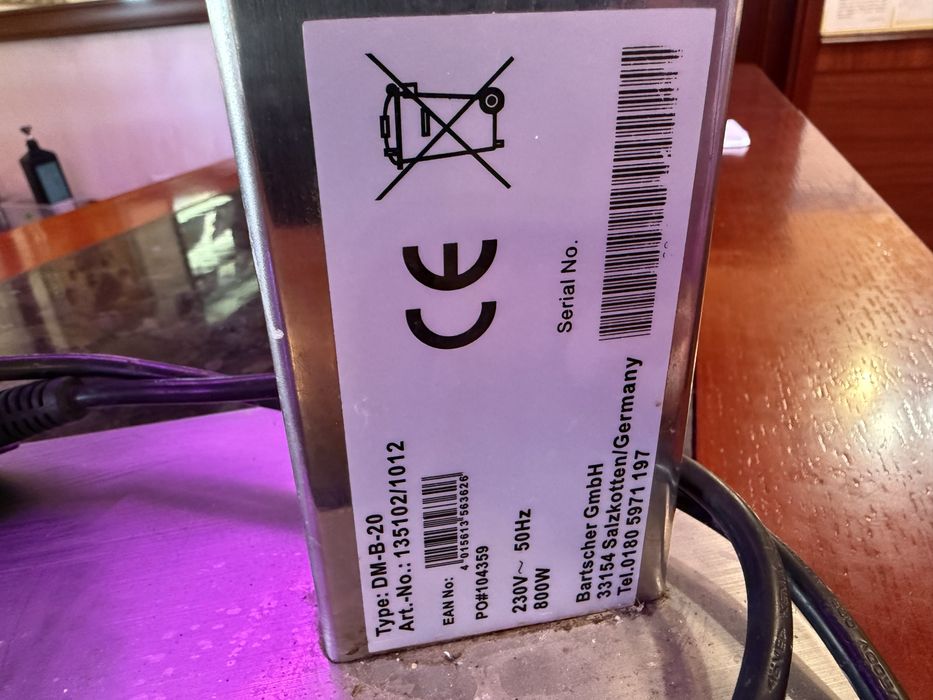 Type: DM-B-20
Art.-No.: 135102/1012
EAN No:
4 015613 563626
PO#104359
230V~ 50Hz
800W
Bartscher GmbH
33154 Salzkotten/Germany
Tel.0180 5971 197
CE
Serial No.